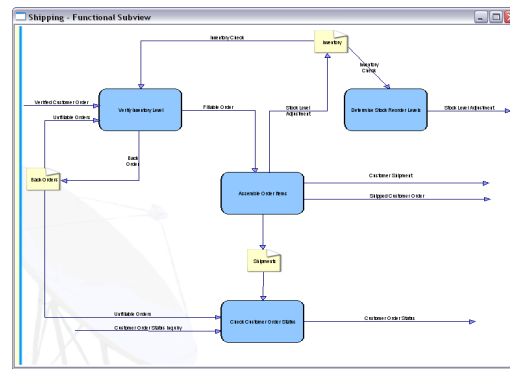 Shipping - Functional Subview
Inventory Check
Inventory
Inventory
Check
Verified Customer Order
Verify Inventory Level
Fillable Order
Stock Level
Adjustment
Determine Stock Reorder Levels
Stock Level Adjustment
Unfillable Orders
Back
Order
Back Orders
Assemble Order Items
Customer Shipment
Shipped Customer Order
Shipments
Unfillable Orders
Customer Order Status Inquiry
Check Customer Order Status
Customer Order Status